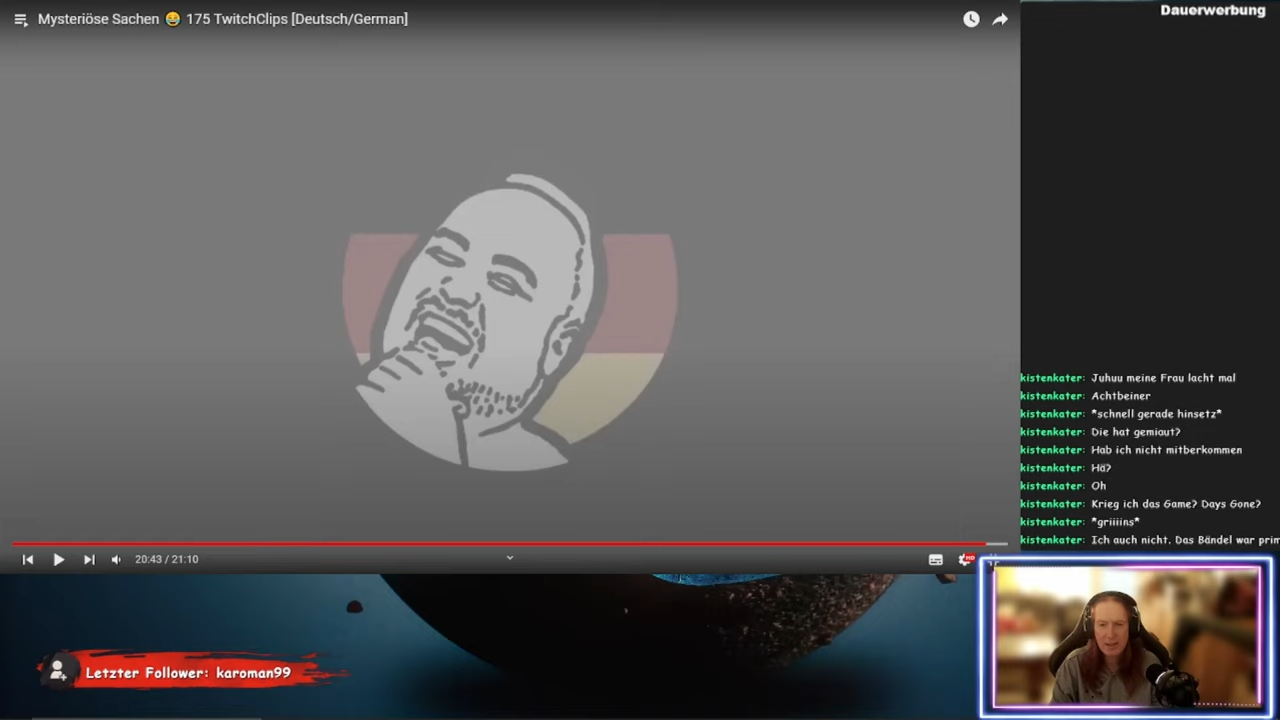 Mysteriöse Sachen 😂 175 TwitchClips [Deutsch/German]
Dauerwerbung
kistenkater: Juhuu meine Frau lacht mal
kistenkater: Achtbeiner
kistenkater: *schnell gerade hinsetz*
kistenkater: Die hat gemiaut?
kistenkater: Hab ich nicht mitberkommen
kistenkater: Hä?
kistenkater: Oh
kistenkater: Krieg ich das Game? Days Gone?
kistenkater: *griiiins*
kistenkater: Ich auch nicht. Das Bändel war prim
20:43 / 21:10
HD
Letzter Follower: karoman99